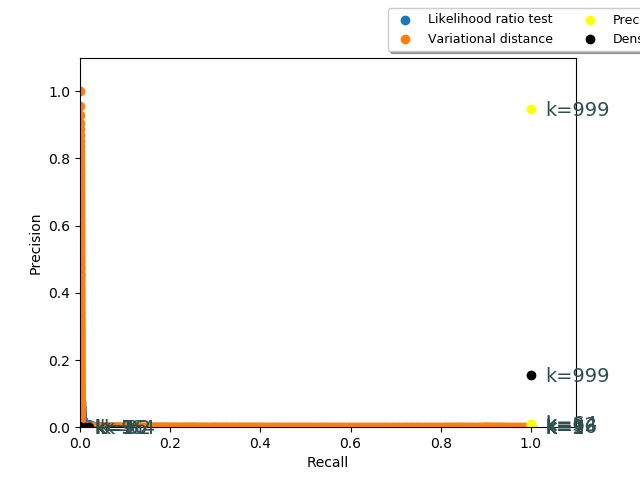 Likelihood ratio test
Variational distance
Prec
Dens
1.0
0.8
0.6
0.4
0.2
0.0
Precision
k=999
k=999
k=64
0.0 0.2 0.4 0.6 0.8 1.0
Recall